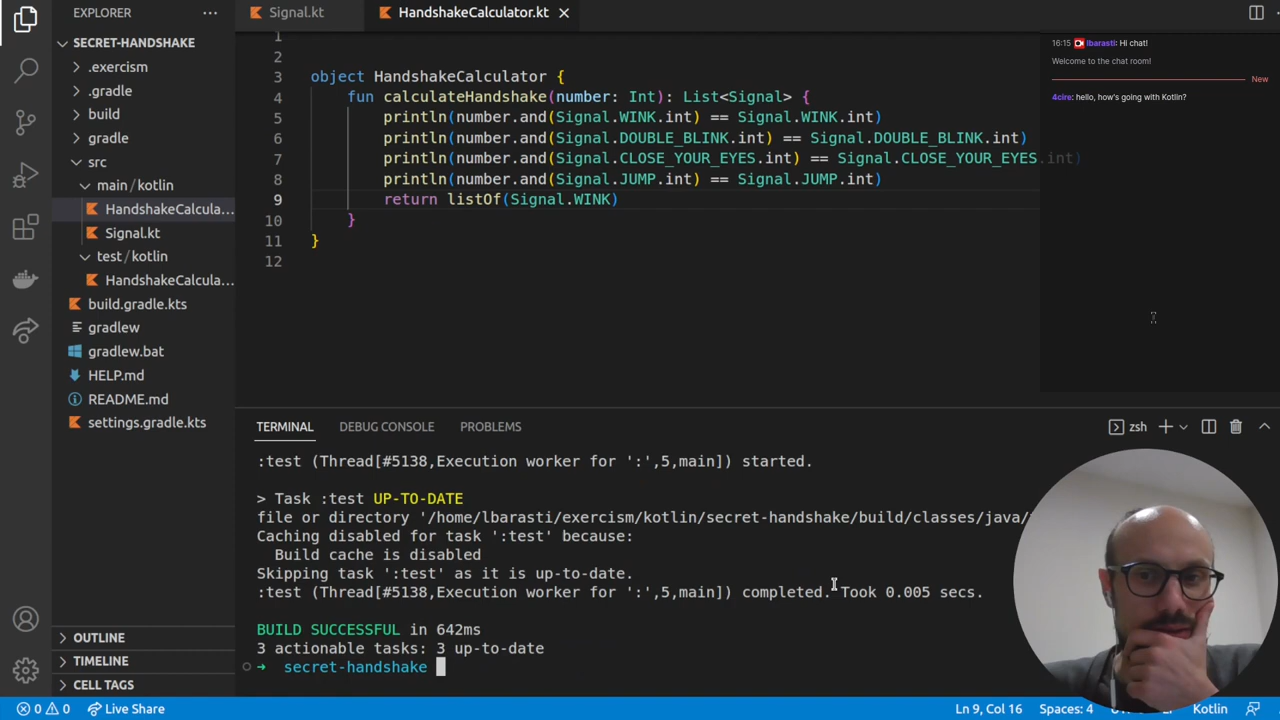 EXPLORER
SECRET-HANDSHAKE
.exercism
.gradle
build
gradle
src
main/kotlin
HandshakeCalcula...
Signal.kt
test/kotlin
HandshakeCalcula...
build.gradle.kts
gradlew
gradlew.bat
HELP.md
README.md
settings.gradle.kts
OUTLINE
TIMELINE
CELL TAGS
Signal.kt
HandshakeCalculator.kt
1
2
3 object HandshakeCalculator {
4 fun calculateHandshake(number: Int): List<Signal> {
5 println(number.and(Signal.WINK.int) == Signal.WINK.int)
6 println(number.and(Signal.DOUBLE_BLINK.int) == Signal.DOUBLE_BLINK.int)
7 println(number.and(Signal.CLOSE_YOUR_EYES.int) == Signal.CLOSE_YOUR_EYES.int)
8 println(number.and(Signal.JUMP.int) == Signal.JUMP.int)
9 return listOf(Signal.WINK)
10 }
11 }
12
16:15 lbarasti: Hi chat!
Welcome to the chat room!
New
4cire: hello, how's going with Kotlin?
TERMINAL
DEBUG CONSOLE
PROBLEMS
zsh
:test (Thread[#5138,Execution worker for ':',5,main]) started.
> Task :test UP-TO-DATE
file or directory '/home/lbarasti/exercism/kotlin/secret-handshake/build/classes/java/
Caching disabled for task ':test' because:
Build cache is disabled
Skipping task ':test' as it is up-to-date.
:test (Thread[#5138,Execution worker for ':',5,main]) completed. Took 0.005 secs.
BUILD SUCCESSFUL in 642ms
3 actionable tasks: 3 up-to-date
➜ secret-handshake
0 0
Live Share
Ln 9, Col 16
Spaces: 4
Kotlin